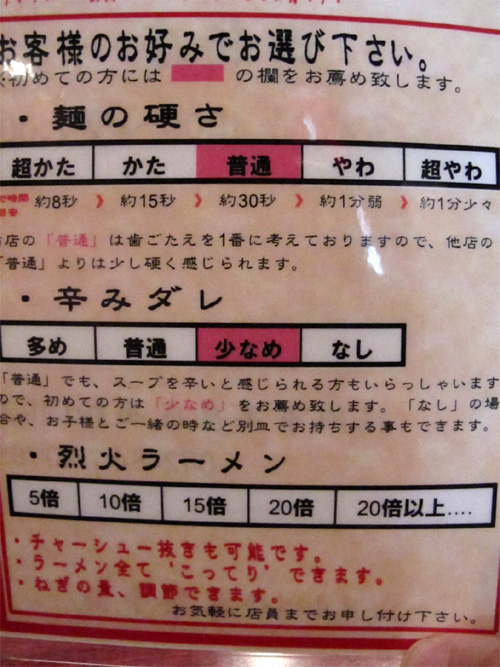 お客様のお好みでお選び下さい。
※初めての方には の欄をお薦め致します。
・麺の硬さ
超かた かた 普通 やわ 超やわ
約8秒 》 約15秒 》 約30秒 》 約1分弱 》 約1分少々
当店の「普通」は歯ごたえを1番に考えておりますので、他店の
「普通」よりは少し硬く感じられます。
・辛みダレ
多め 普通 少なめ なし
「普通」でも、スープを辛いと感じられる方もいらっしゃいます
ので、初めての方は「少なめ」をお薦め致します。「なし」の場
合や、お子様とご一緒の時など別皿でお持ちする事もできます。
・烈火ラーメン
5倍 10倍 15倍 20倍 20倍以上....
・チャーシュー抜きも可能です。
・ラーメン全て'こってり'できます。
・ねぎの量、調節できます。
お気軽に店員までお申し付け下さい。